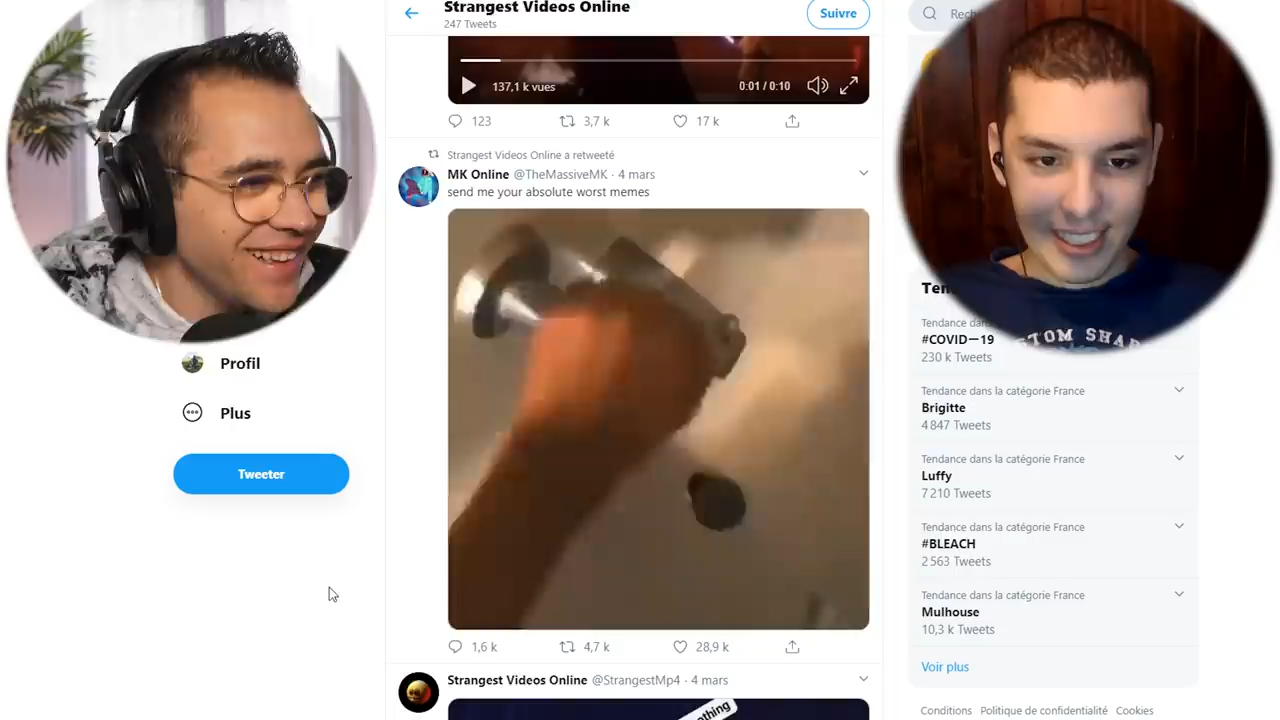 Strangest Videos Online
247 Tweets
Suivre
137,1 k vues
0:01 / 0:10
123
3,7 k
17 k
Strangest Videos Online a retweeté
MK Online @TheMassiveMK · 4 mars
send me your absolute worst memes
1,6 k
4,7 k
28,9 k
Strangest Videos Online @StrangestMp4 · 4 mars
Profil
Plus
Tweeter
#COVID—19
230 k Tweets
Tendance dans la catégorie France
Brigitte
4 847 Tweets
Tendance dans la catégorie France
Luffy
7 210 Tweets
Tendance dans la catégorie France
#BLEACH
2 563 Tweets
Tendance dans la catégorie France
Mulhouse
10,3 k Tweets
Voir plus
Conditions Politique de confidentialité Cookies